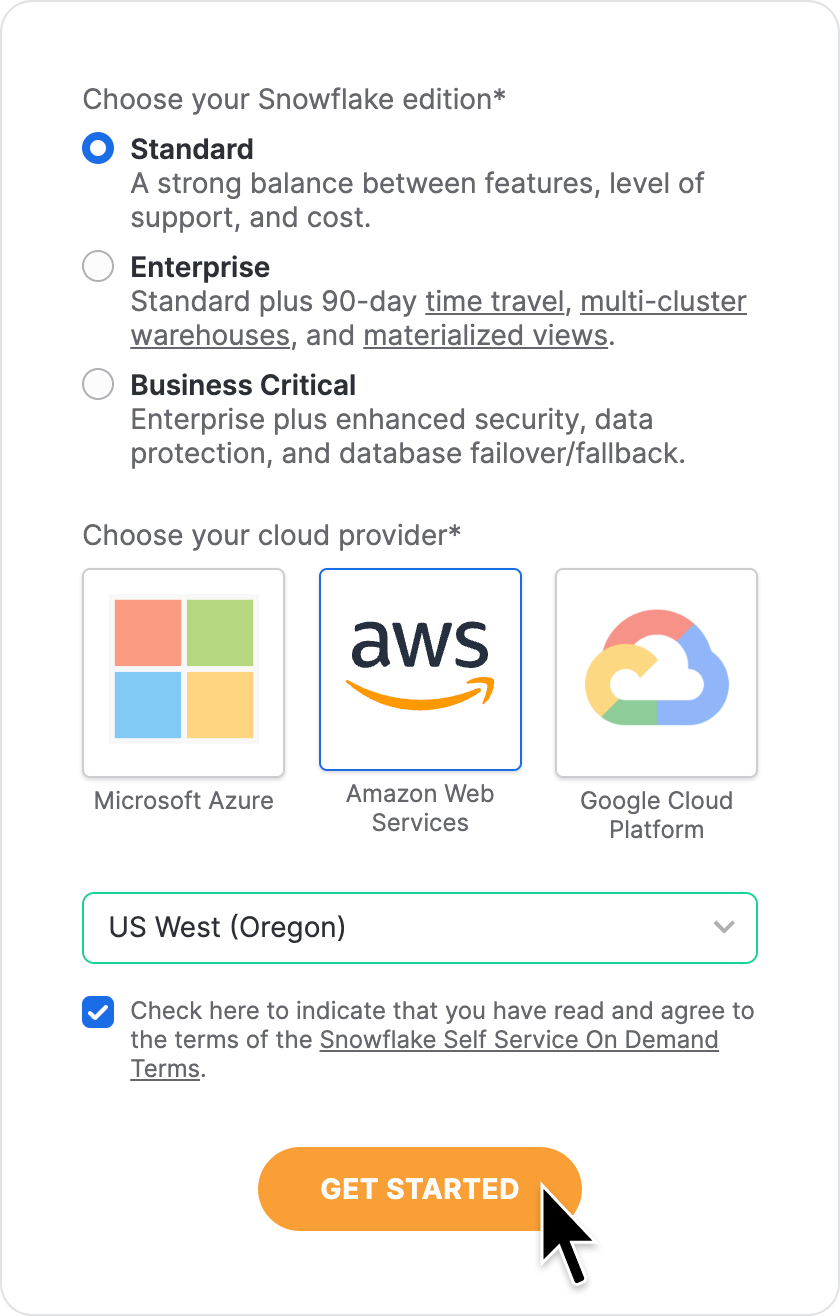 Choose your Snowflake edition*
Standard
A strong balance between features, level of
support, and cost.
Enterprise
Standard plus 90-day time travel, multi-cluster
warehouses, and materialized views.
Business Critical
Enterprise plus enhanced security, data
protection, and database failover/fallback.
Choose your cloud provider*
aws
Microsoft Azure
Amazon Web
Services
Google Cloud
Platform
US West (Oregon)
Check here to indicate that you have read and agree to
the terms of the Snowflake Self Service On Demand
Terms.
GET STARTED